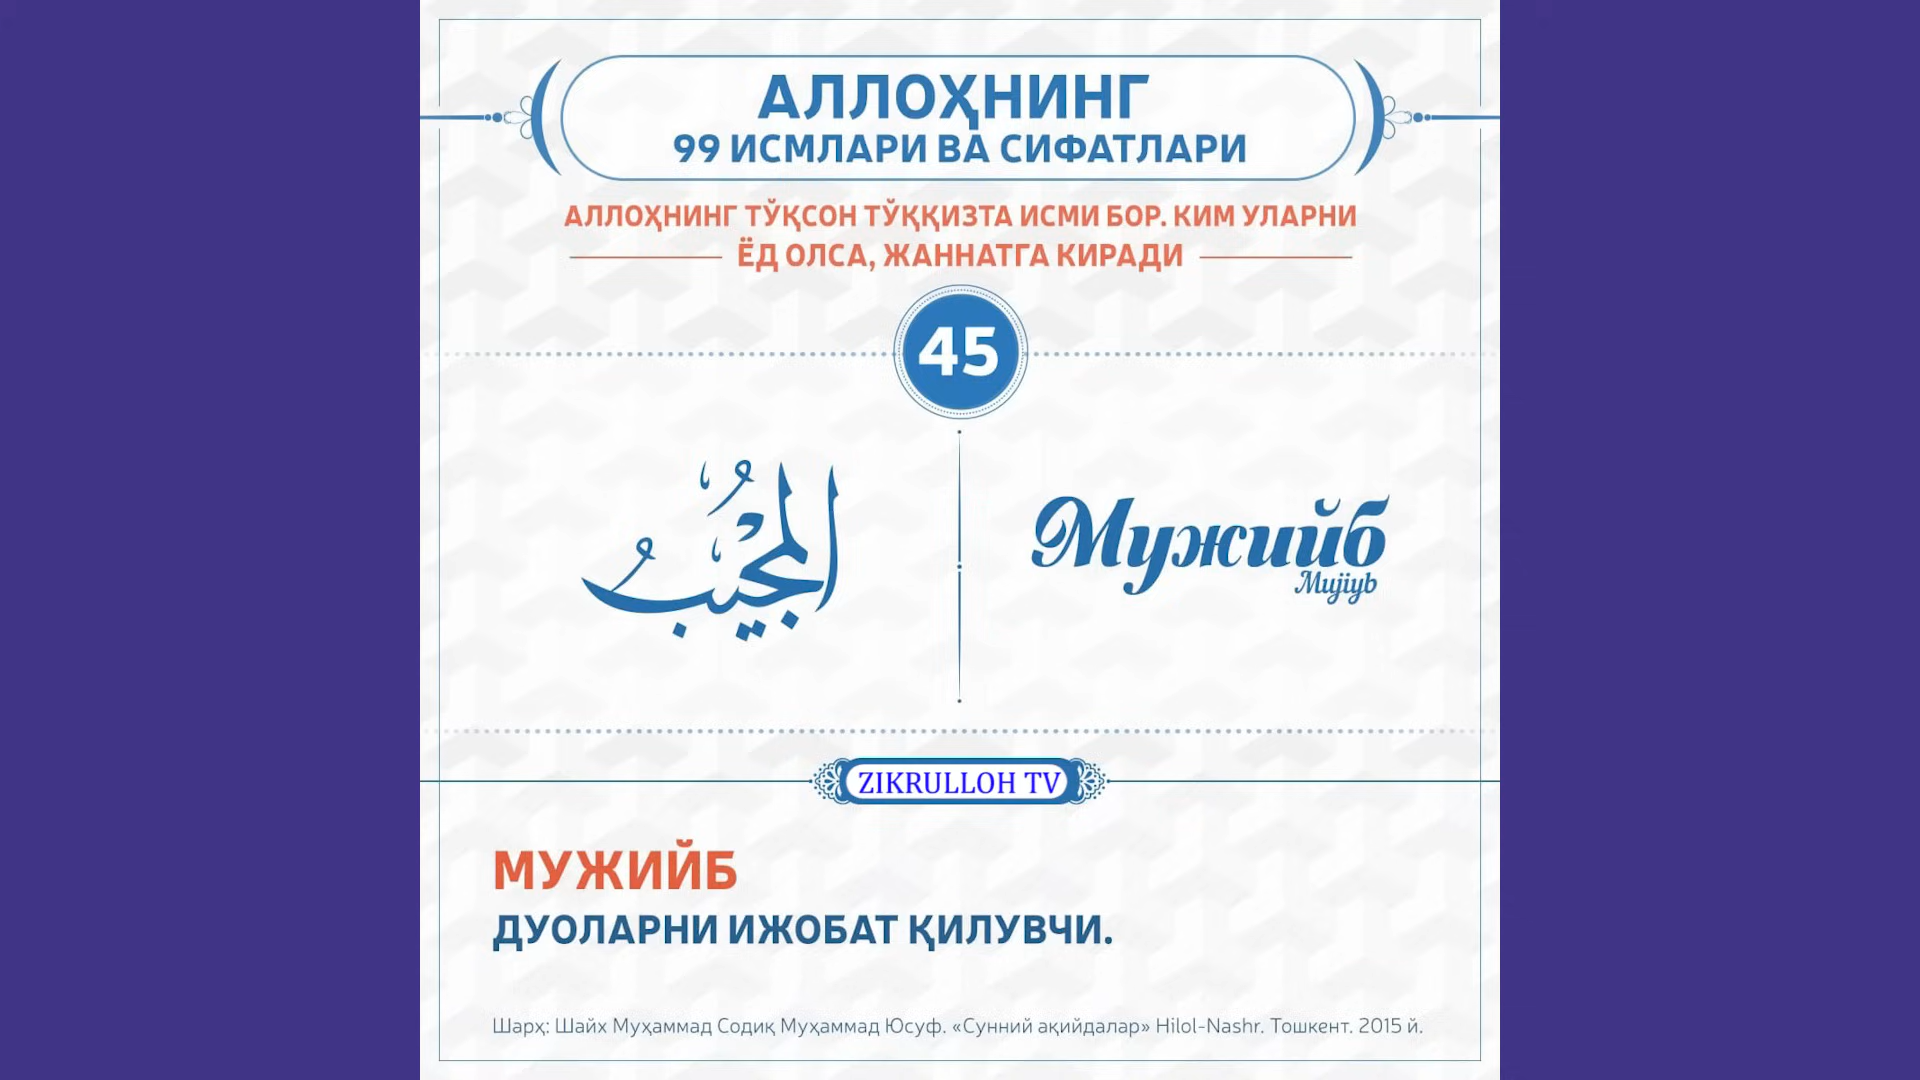 АЛЛОҲНИНГ
99 ИСМЛАРИ ВА СИФАТЛАРИ
АЛЛОҲНИНГ ТЎҚСОН ТЎҚҚИЗТА ИСМИ БОР. КИМ УЛАРНИ
ЁД ОЛСА, ЖАННАТГА КИРАДИ
45
المُجِيْبُ
Мужийб
Mujiyb
ZIKRULLOH TV
МУЖИЙБ
ДУОЛАРНИ ИЖОБАТ ҚИЛУВЧИ.
Шарҳ: Шайх Муҳаммад Содиқ Муҳаммад Юсуф. «Сунний ақийдалар» Hilol-Nashr. Тошкент. 2015 й.